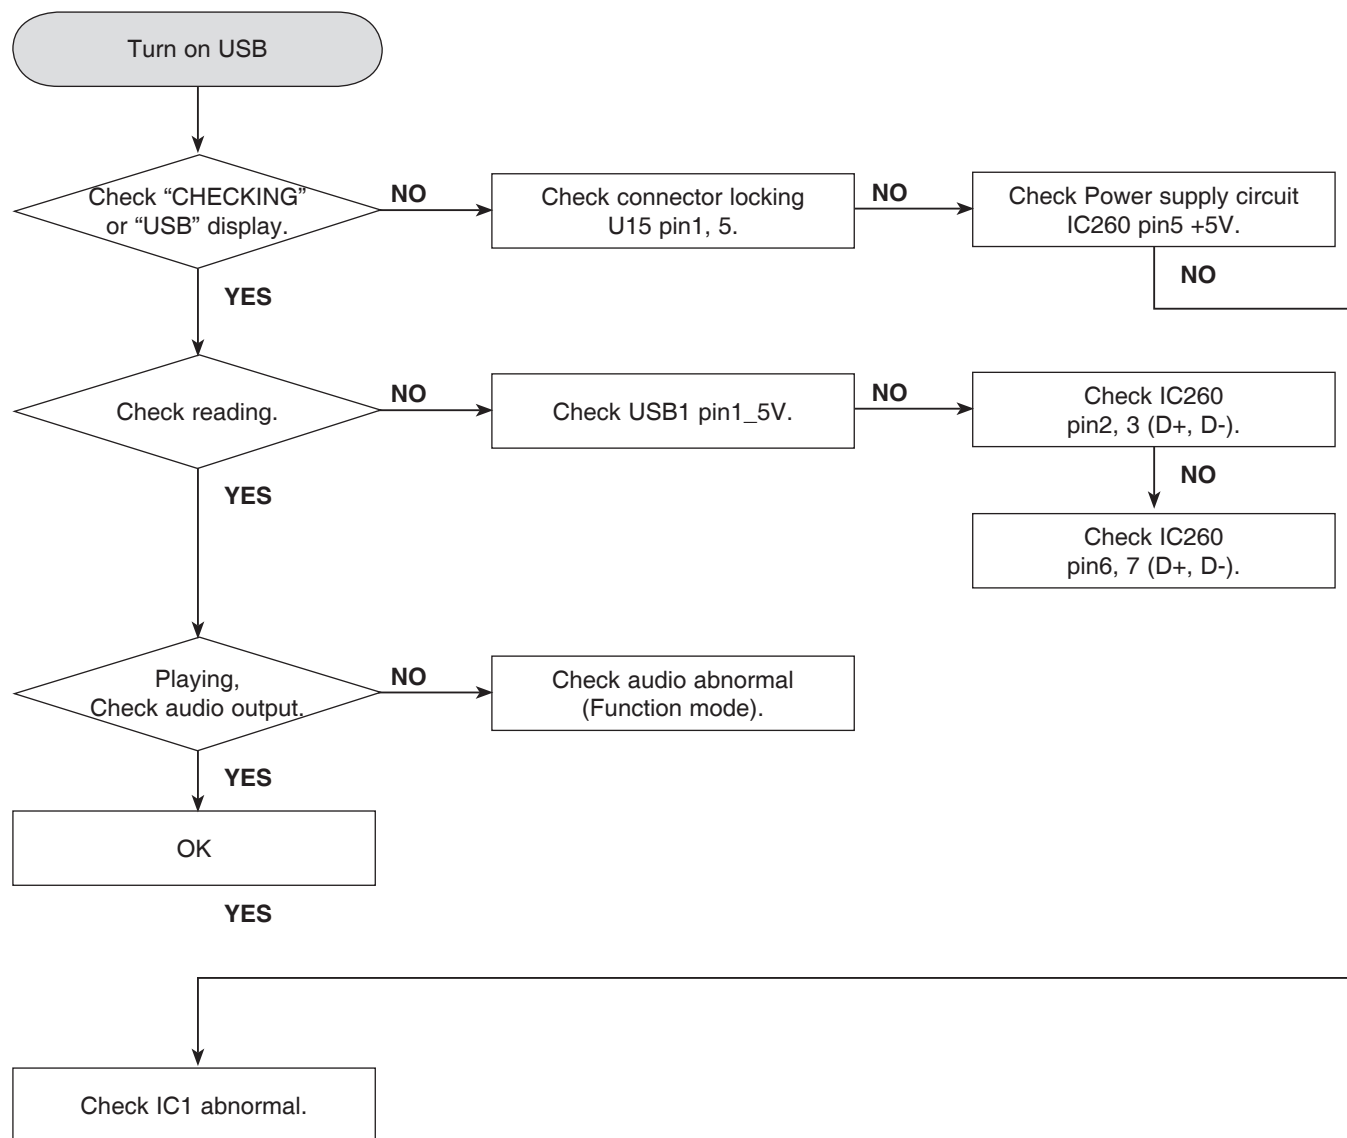 Turn on USB
Check “CHECKING”
or “USB” display.
NO
Check connector locking
U15 pin1, 5.
NO
Check Power supply circuit
IC260 pin5 +5V.
NO
YES
Check reading.
NO
Check USB1 pin1_5V.
NO
Check IC260
pin2, 3 (D+, D-).
NO
Check IC260
pin6, 7 (D+, D-).
YES
Playing,
Check audio output.
NO
Check audio abnormal
(Function mode).
YES
OK
YES
Check IC1 abnormal.